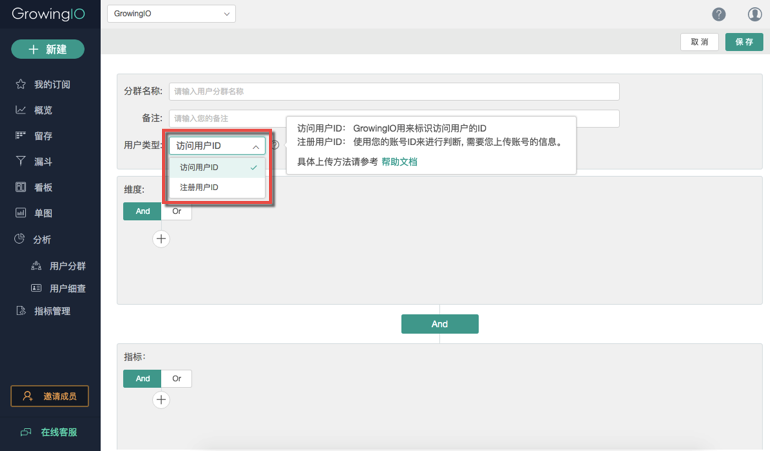 GrowingIO
GrowingIO
?
取 消
保 存
+ 新建
我的订阅
概览
留存
漏斗
看板
单图
分析
用户分群
用户细查
指标管理
邀请成员
在线客服
分群名称: 请输入用户分群名称
备注: 请输入您的备注
用户类型: 访问用户ID
访问用户ID
注册用户ID
访问用户ID: GrowingIO用来标识访问用户的ID
注册用户ID: 使用您的账号ID来进行判断, 需要您上传账号的信息。
具体上传方法请参考 帮助文档
维度:
And Or
And
指标:
And Or